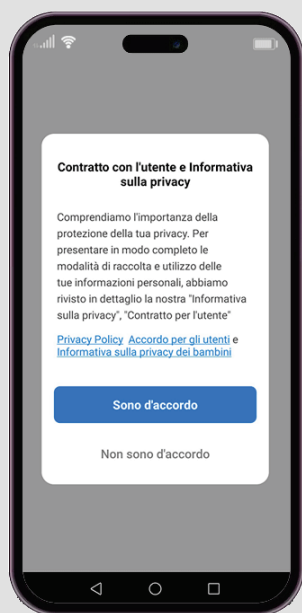 Contratto con l'utente e Informativa
sulla privacy
Comprendiamo l'importanza della
protezione della tua privacy. Per
presentare in modo completo le
modalità di raccolta e utilizzo delle
tue informazioni personali, abbiamo
rivisto in dettaglio la nostra "Informativa
sulla privacy", "Contratto per l'utente"
Privacy Policy Accordo per gli utenti e
Informativa sulla privacy dei bambini
Sono d'accordo
Non sono d'accordo